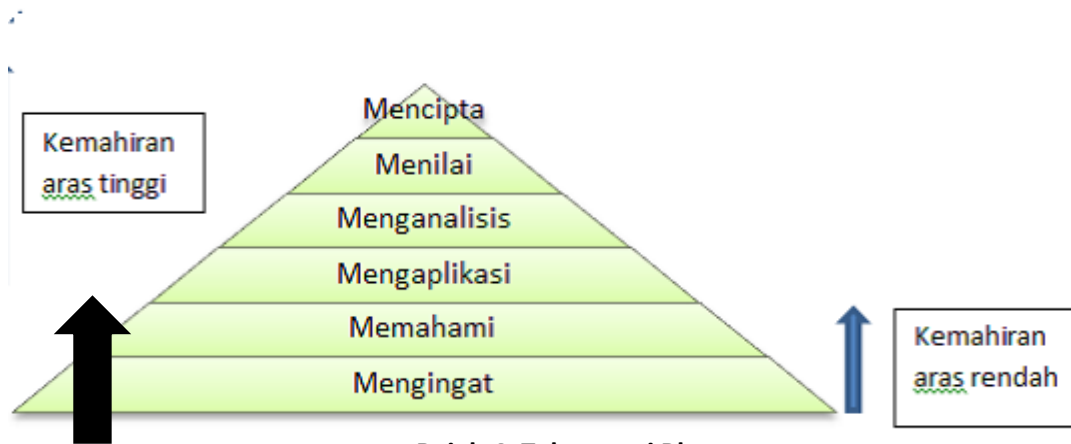 Mencipta
Kemahiran
aras tinggi
Menilai
Menganalisis
Mengaplikasi
Memahami
Kemahiran
aras rendah
Mengingat